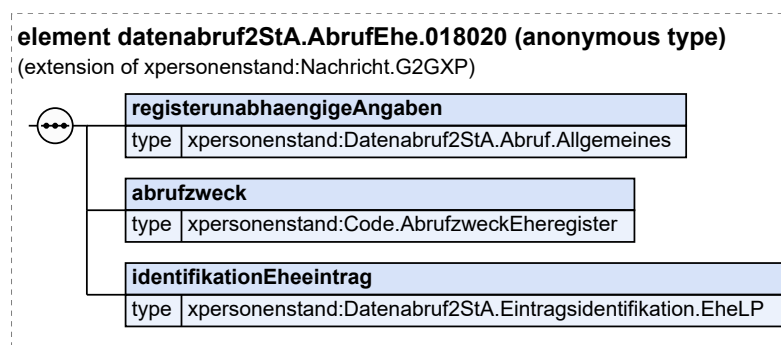 element datenabruf2StA.AbrufEhe.018020 (anonymous type)
(extension of xpersonenstand:Nachricht.G2GXP)
registerunabhaengigeAngaben
type xpersonenstand:Datenabruf2StA.Abruf.Allgemeines
abrufzweck
type xpersonenstand:Code.AbrufzweckEheregister
identifikationEheeintrag
type xpersonenstand:Datenabruf2StA.Eintragsidentifikation.EheLP